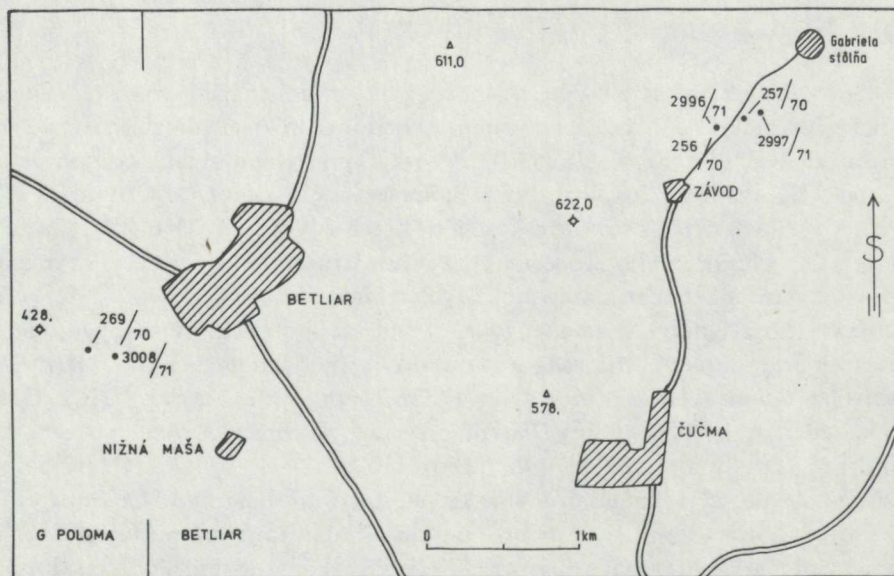 Gabriela
stôlňa
611,0
2996/71
257/70
2997/71
256/70
ZÁVOD
622,0
S
BETLIAR
428,
269/70
3008/71
578,
ČUČMA
NIŽNÁ MAŠA
G POLOMA
BETLIAR
0
1km